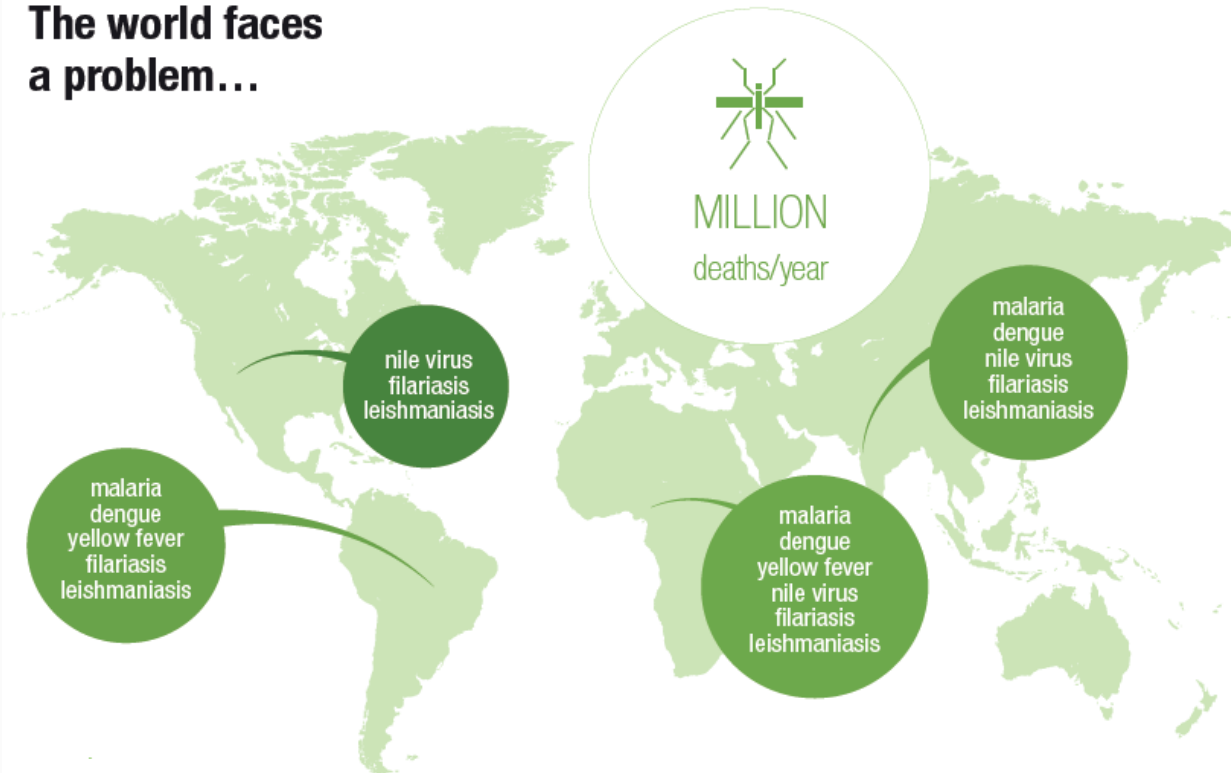 The world faces
a problem…
MILLION
deaths/year
nile virus
filariasis
leishmaniasis
malaria
dengue
nile virus
filariasis
leishmaniasis
malaria
dengue
yellow fever
filariasis
leishmaniasis
malaria
dengue
yellow fever
nile virus
filariasis
leishmaniasis